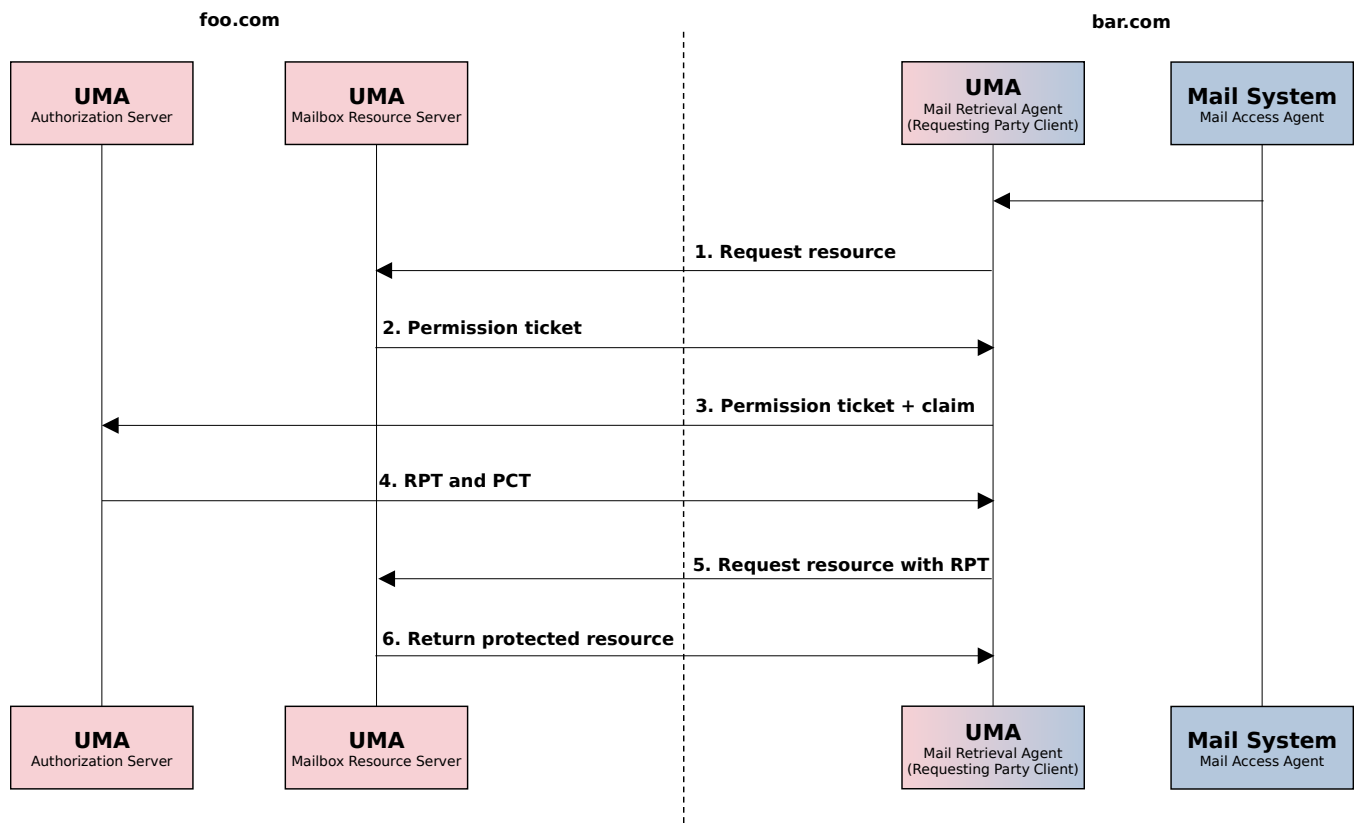 foo.com
bar.com
UMA
Authorization Server
UMA
Mailbox Resource Server
UMA
Mail Retrieval Agent
(Requesting Party Client)
Mail System
Mail Access Agent
1. Request resource
2. Permission ticket
3. Permission ticket + claim
4. RPT and PCT
5. Request resource with RPT
6. Return protected resource
UMA
Authorization Server
UMA
Mailbox Resource Server
UMA
Mail Retrieval Agent
(Requesting Party Client)
Mail System
Mail Access Agent